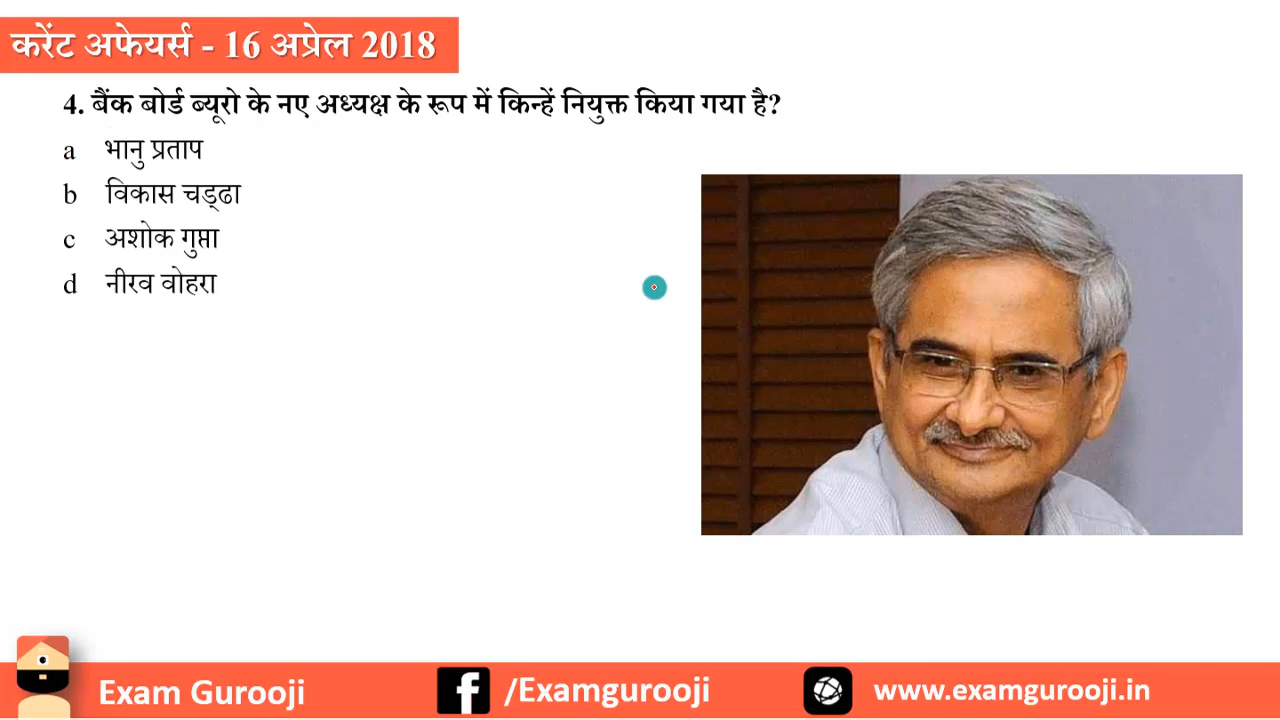 करेंट अफेयर्स - 16 अप्रेल 2018
4. बैंक बोर्ड ब्यूरो के नए अध्यक्ष के रूप में किन्हें नियुक्त किया गया है?
a भानु प्रताप
b विकास चड्ढा
c अशोक गुप्ता
d नीरव वोहरा
Exam Gurooji
/Examgurooji
www.examgurooji.in